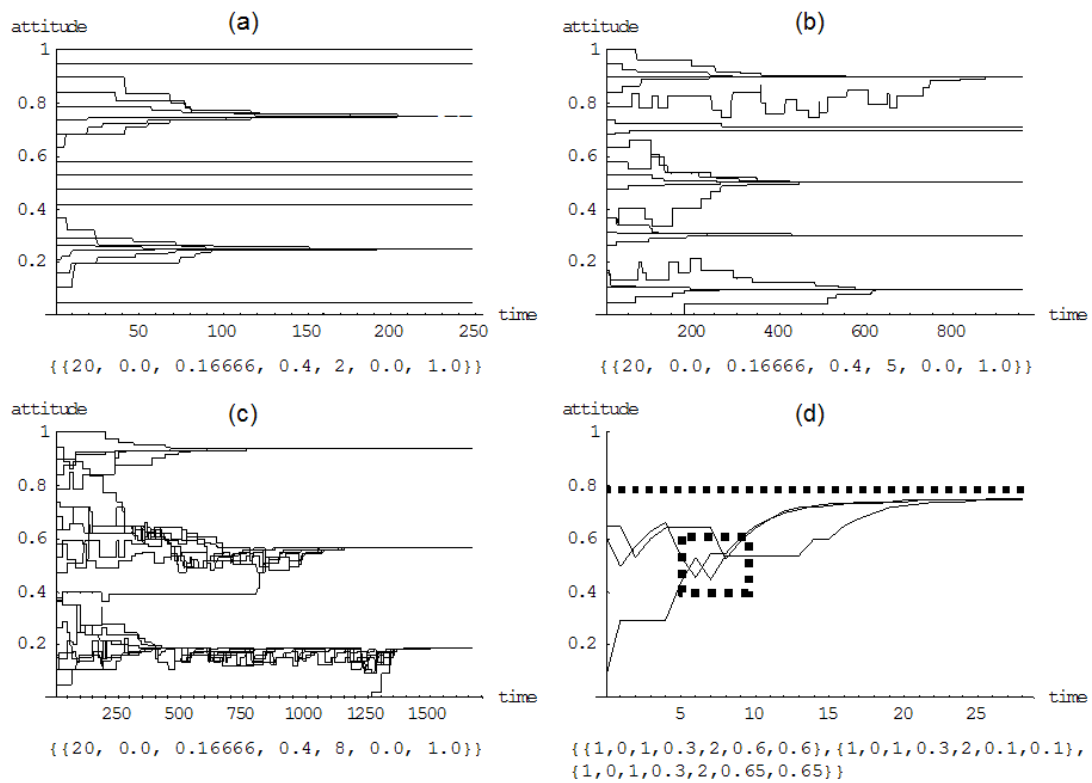 (a)
attitude
1
0.8
0.6
0.4
0.2
50 100 150 200 250
time
{{20, 0.0, 0.16666, 0.4, 2, 0.0, 1.0}}
(b)
attitude
1
0.8
0.6
0.4
0.2
200 400 600 800
time
{{20, 0.0, 0.16666, 0.4, 5, 0.0, 1.0}}
(c)
attitude
1
0.8
0.6
0.4
0.2
250 500 750 1000 1250 1500
time
{{20, 0.0, 0.16666, 0.4, 8, 0.0, 1.0}}
(d)
attitude
1
0.8
0.6
0.4
0.2
5 10 15 20 25
time
{{1,0,1,0.3,2,0.6,0.6},{1,0,1,0.3,2,0.1,0.1},
{1,0,1,0.3,2,0.65,0.65}}